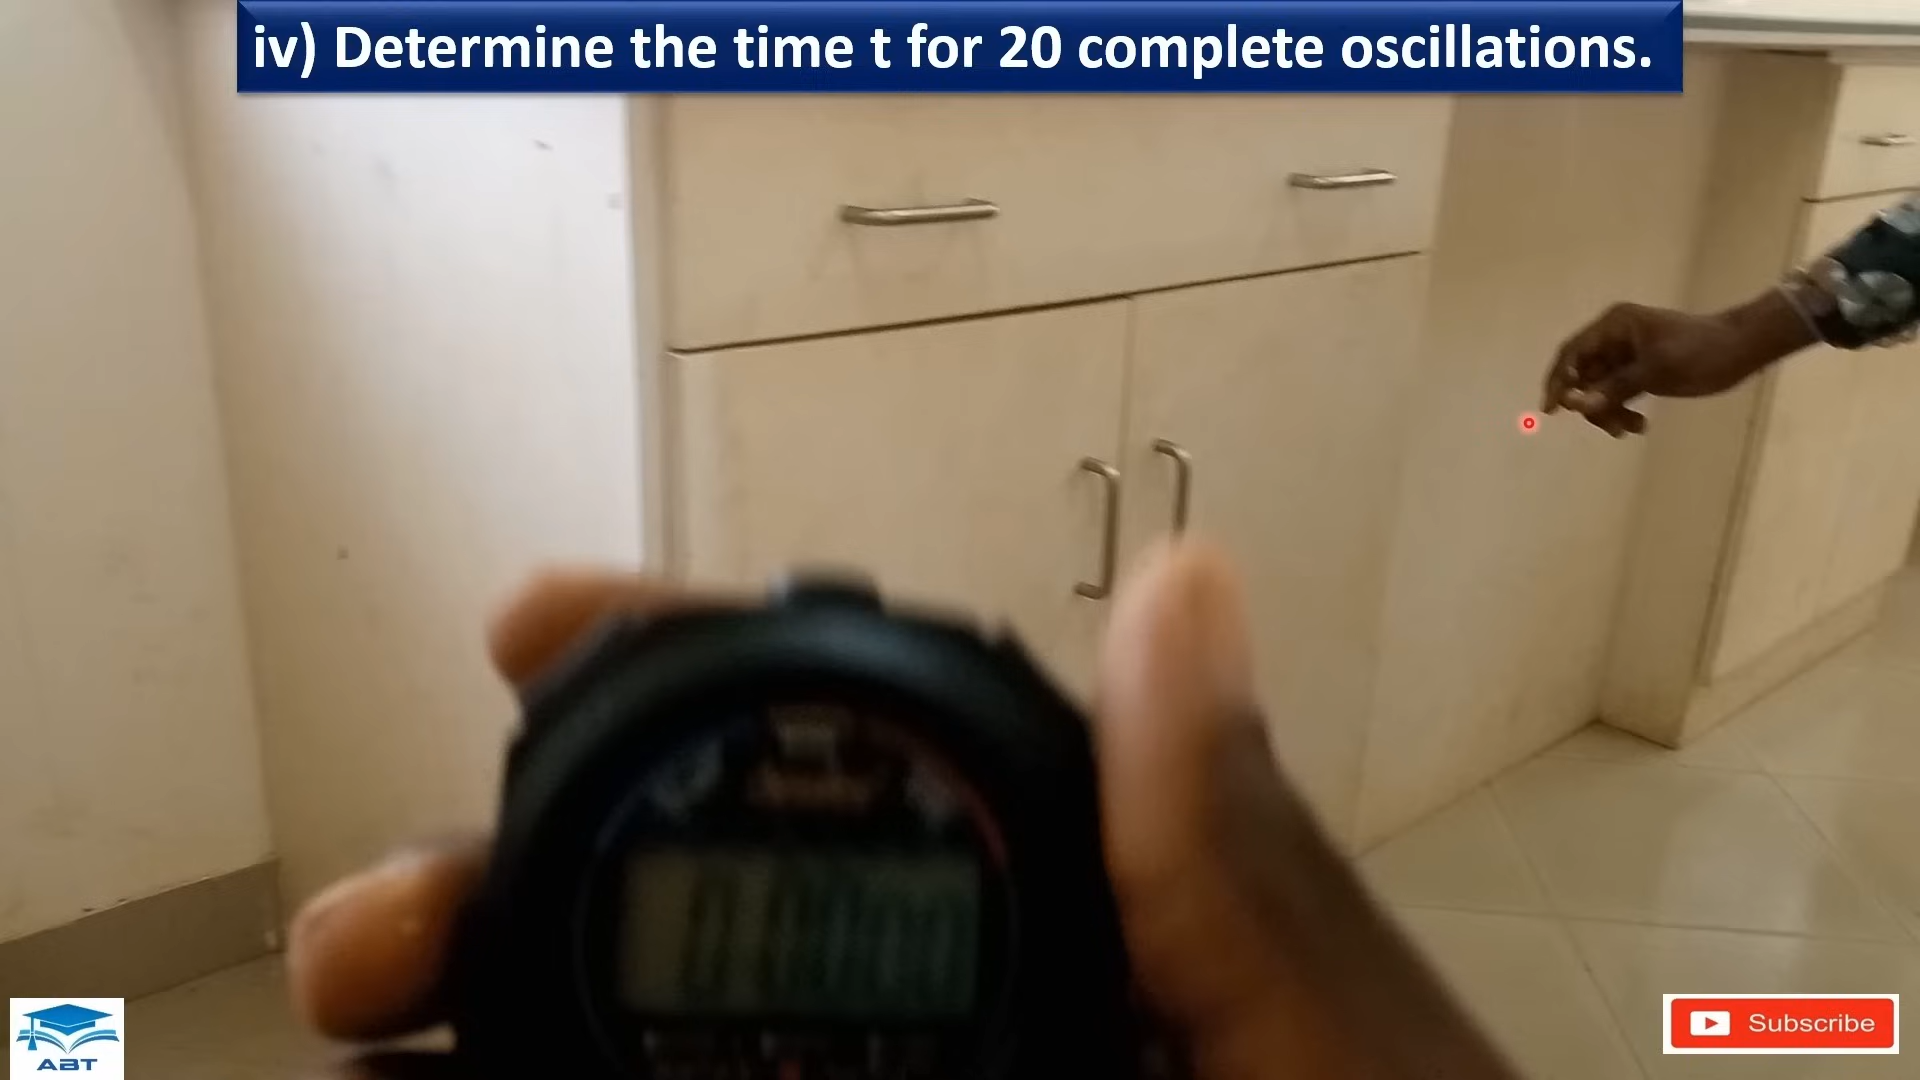 iv) Determine the time t for 20 complete oscillations.
ABT
Subscribe